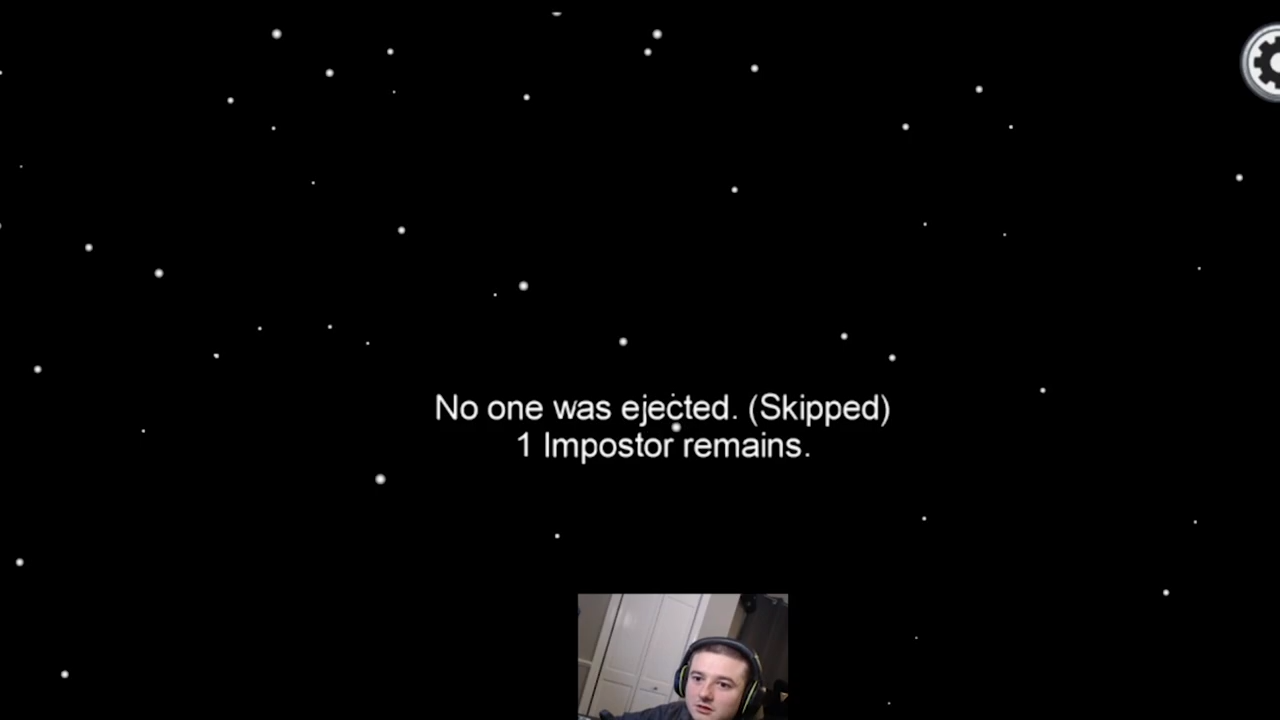 No one was ejected. (Skipped)
1 Impostor remains.